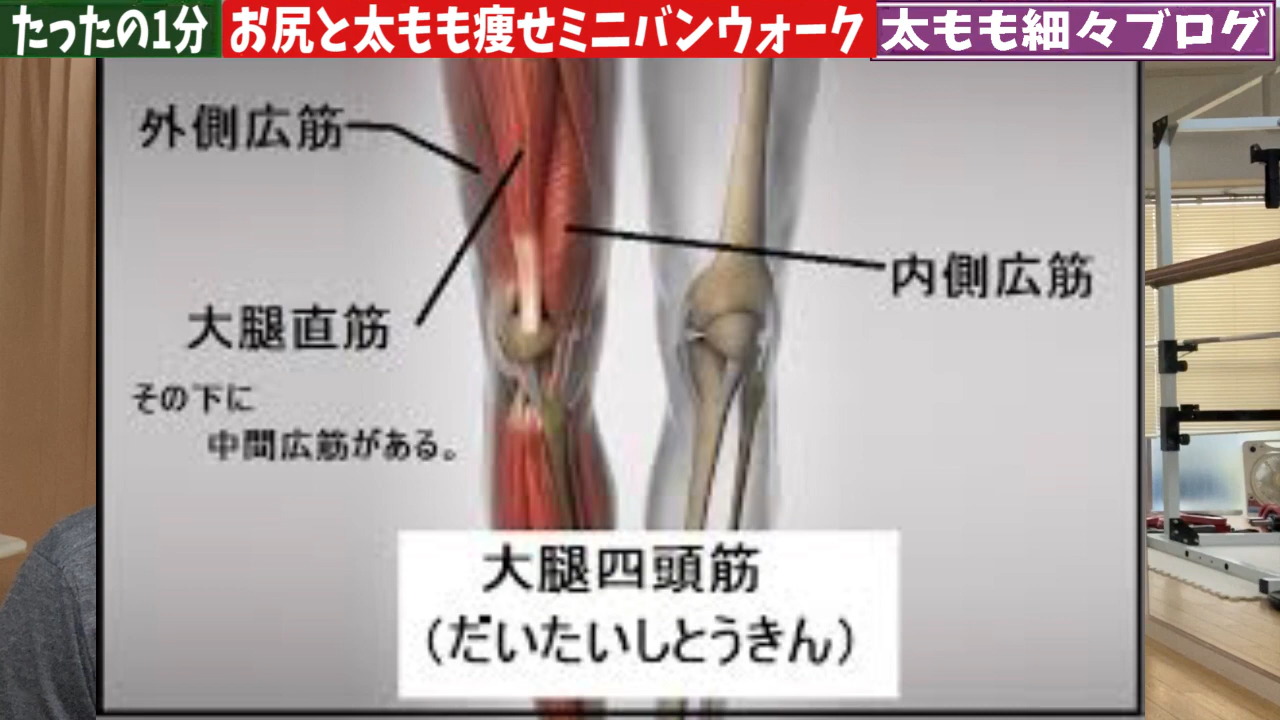 たったの1分
お尻と太もも痩せミニバンウォーク
太もも細々ブログ
外側広筋
内側広筋
大腿直筋
その下に
中間広筋がある。
大腿四頭筋
(だいたいしとうきん)